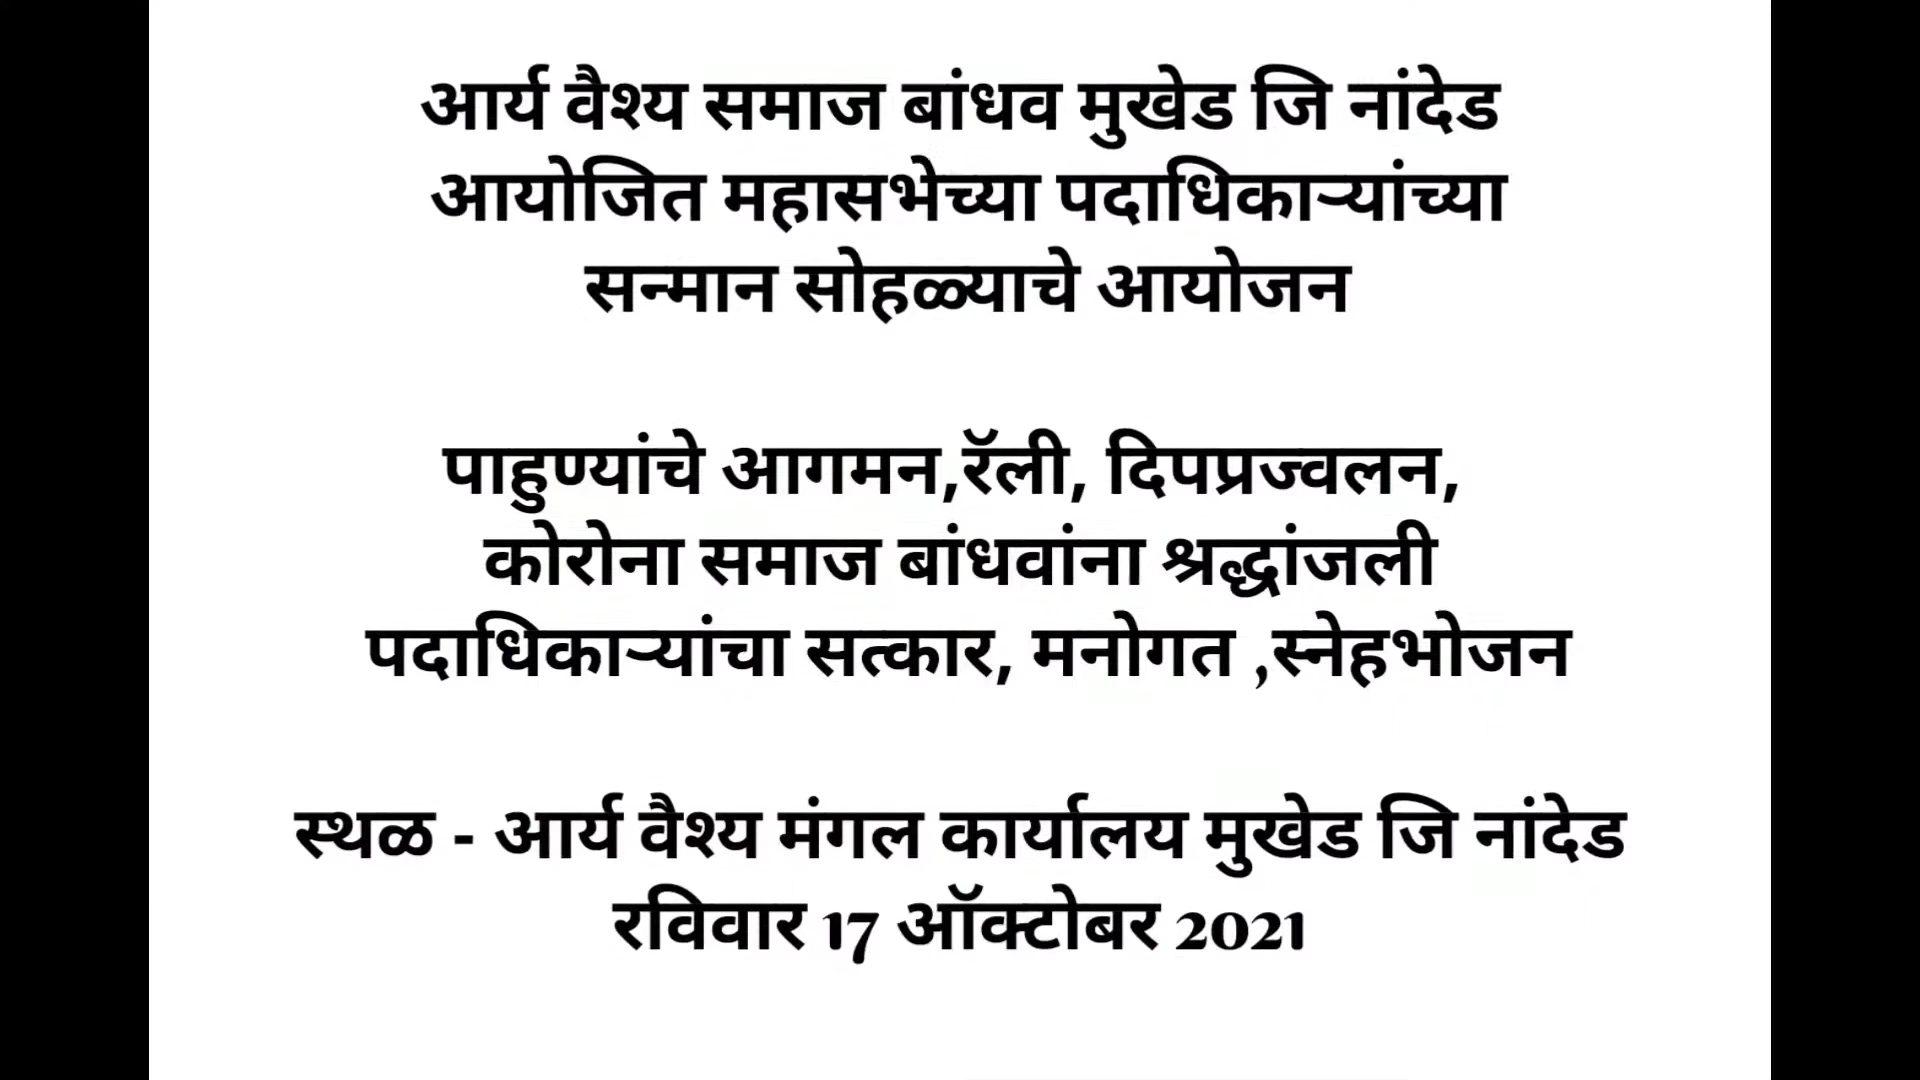 आर्य वैश्य समाज बांधव मुखेड जि नांदेड
आयोजित महासभेच्या पदाधिकाऱ्यांच्या
सन्मान सोहळ्याचे आयोजन
पाहुण्यांचे आगमन,रॅली, दिपप्रज्वलन,
कोरोना समाज बांधवांना श्रद्धांजली
पदाधिकाऱ्यांचा सत्कार, मनोगत ,स्नेहभोजन
स्थळ - आर्य वैश्य मंगल कार्यालय मुखेड जि नांदेड
रविवार 17 ऑक्टोबर 2021